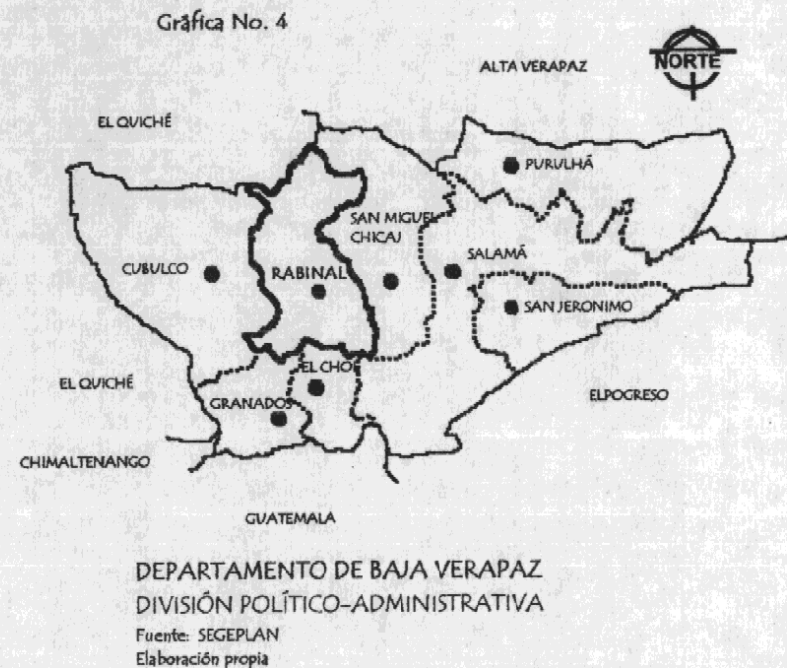 Gráfica No. 4
NORTE
ALTA VERAPAZ
EL QUICHÉ
PURULHÁ
SAN MIGUEL
CHICAJ
SALAMÁ
CUBULCO
RABINAL
SAN JERONIMO
EL CHOL
EL QUICHÉ
ELPOGRESO
GRANADOS
CHIMALTENANGO
GUATEMALA
DEPARTAMENTO DE BAJA VERAPAZ
DIVISIÓN POLÍTICO-ADMINISTRATIVA
Fuente: SEGEPLAN
Elaboración propia